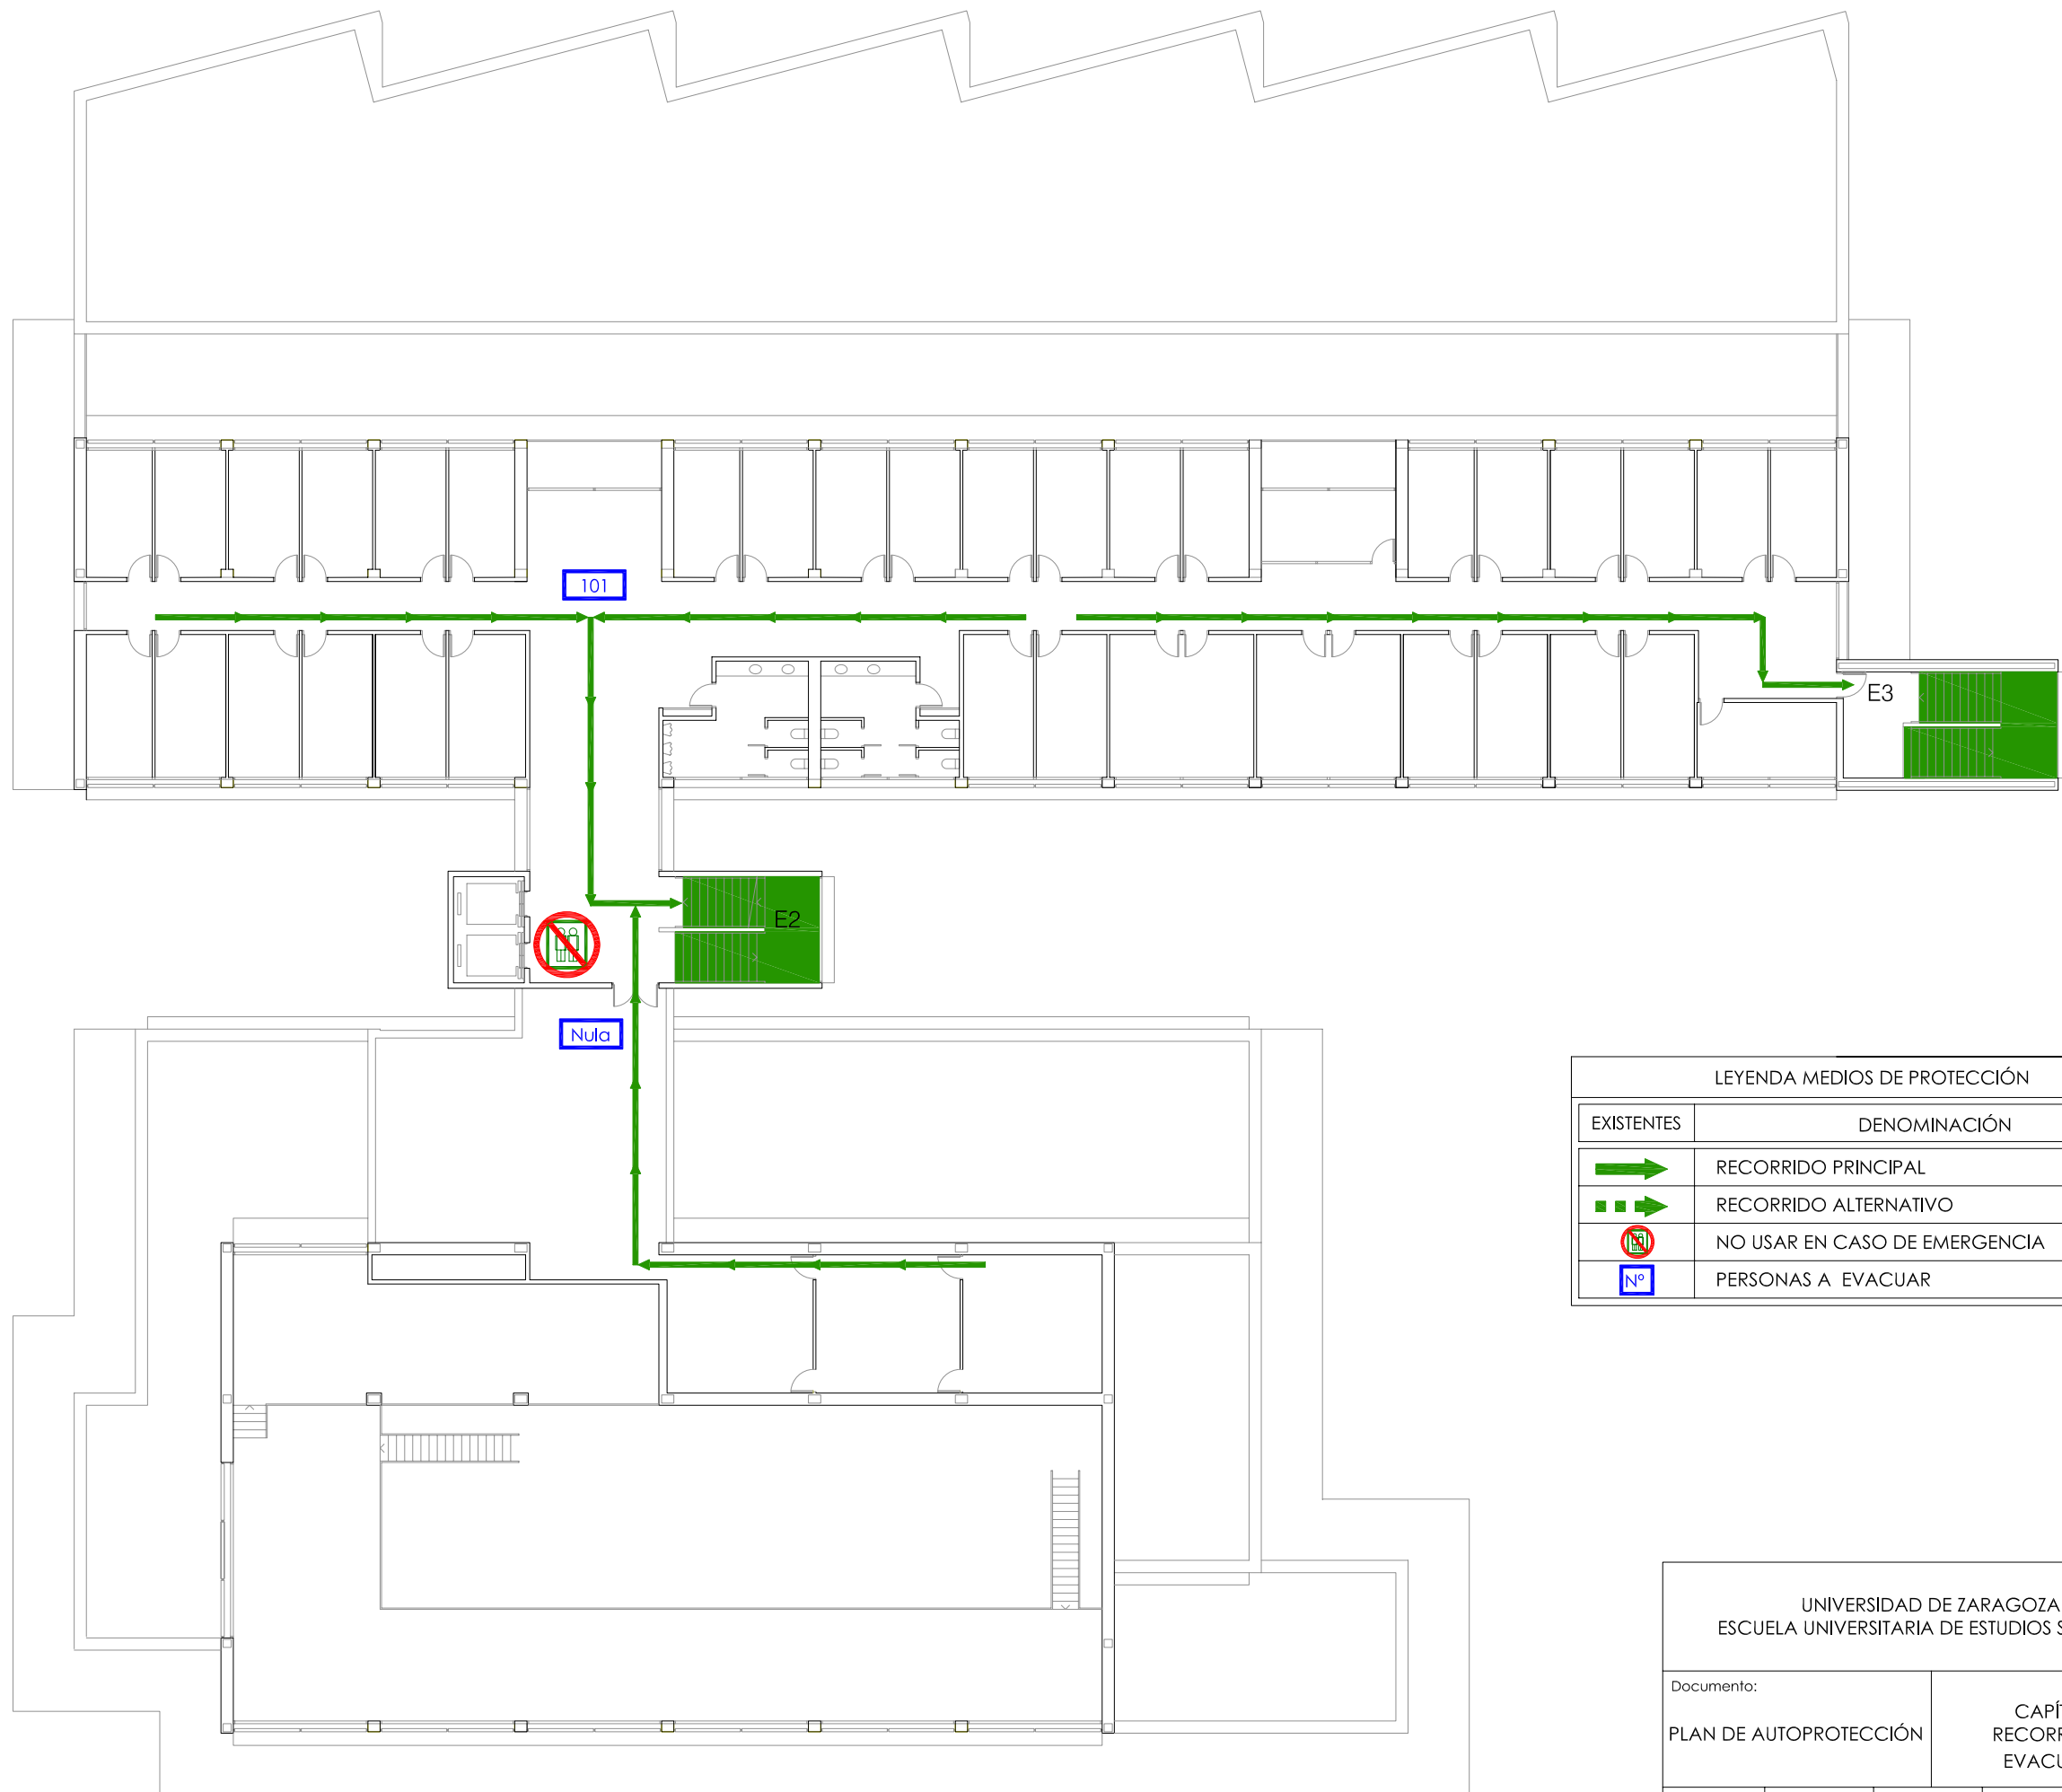 101
E3
E2
Nula
LEYENDA MEDIOS DE PROTECCIÓN
EXISTENTES
DENOMINACIÓN
RECORRIDO PRINCIPAL
RECORRIDO ALTERNATIVO
NO USAR EN CASO DE EMERGENCIA
Nº
PERSONAS A EVACUAR
UNIVERSIDAD DE ZARAGOZA
ESCUELA UNIVERSITARIA DE ESTUDIOS
Documento:
PLAN DE AUTOPROTECCIÓN